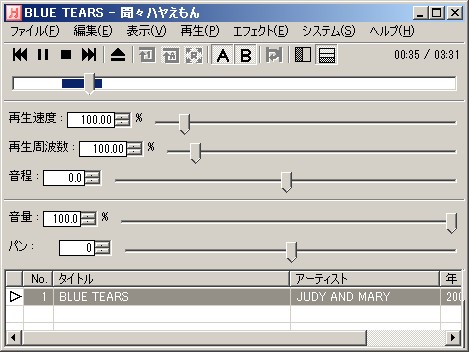 BLUE TEARS - 聞々ハヤえもん
ファイル(F) 編集(E) 表示(V) 再生(P) エフェクト(E) システム(S) ヘルプ(H)
A B 00:35 / 03:31
再生速度 : 100.00 %
再生周波数 : 100.00 %
音程 : 0.0
音量 : 100.0 %
パン : 0
No. タイトル アーティスト 年
1 BLUE TEARS JUDY AND MARY